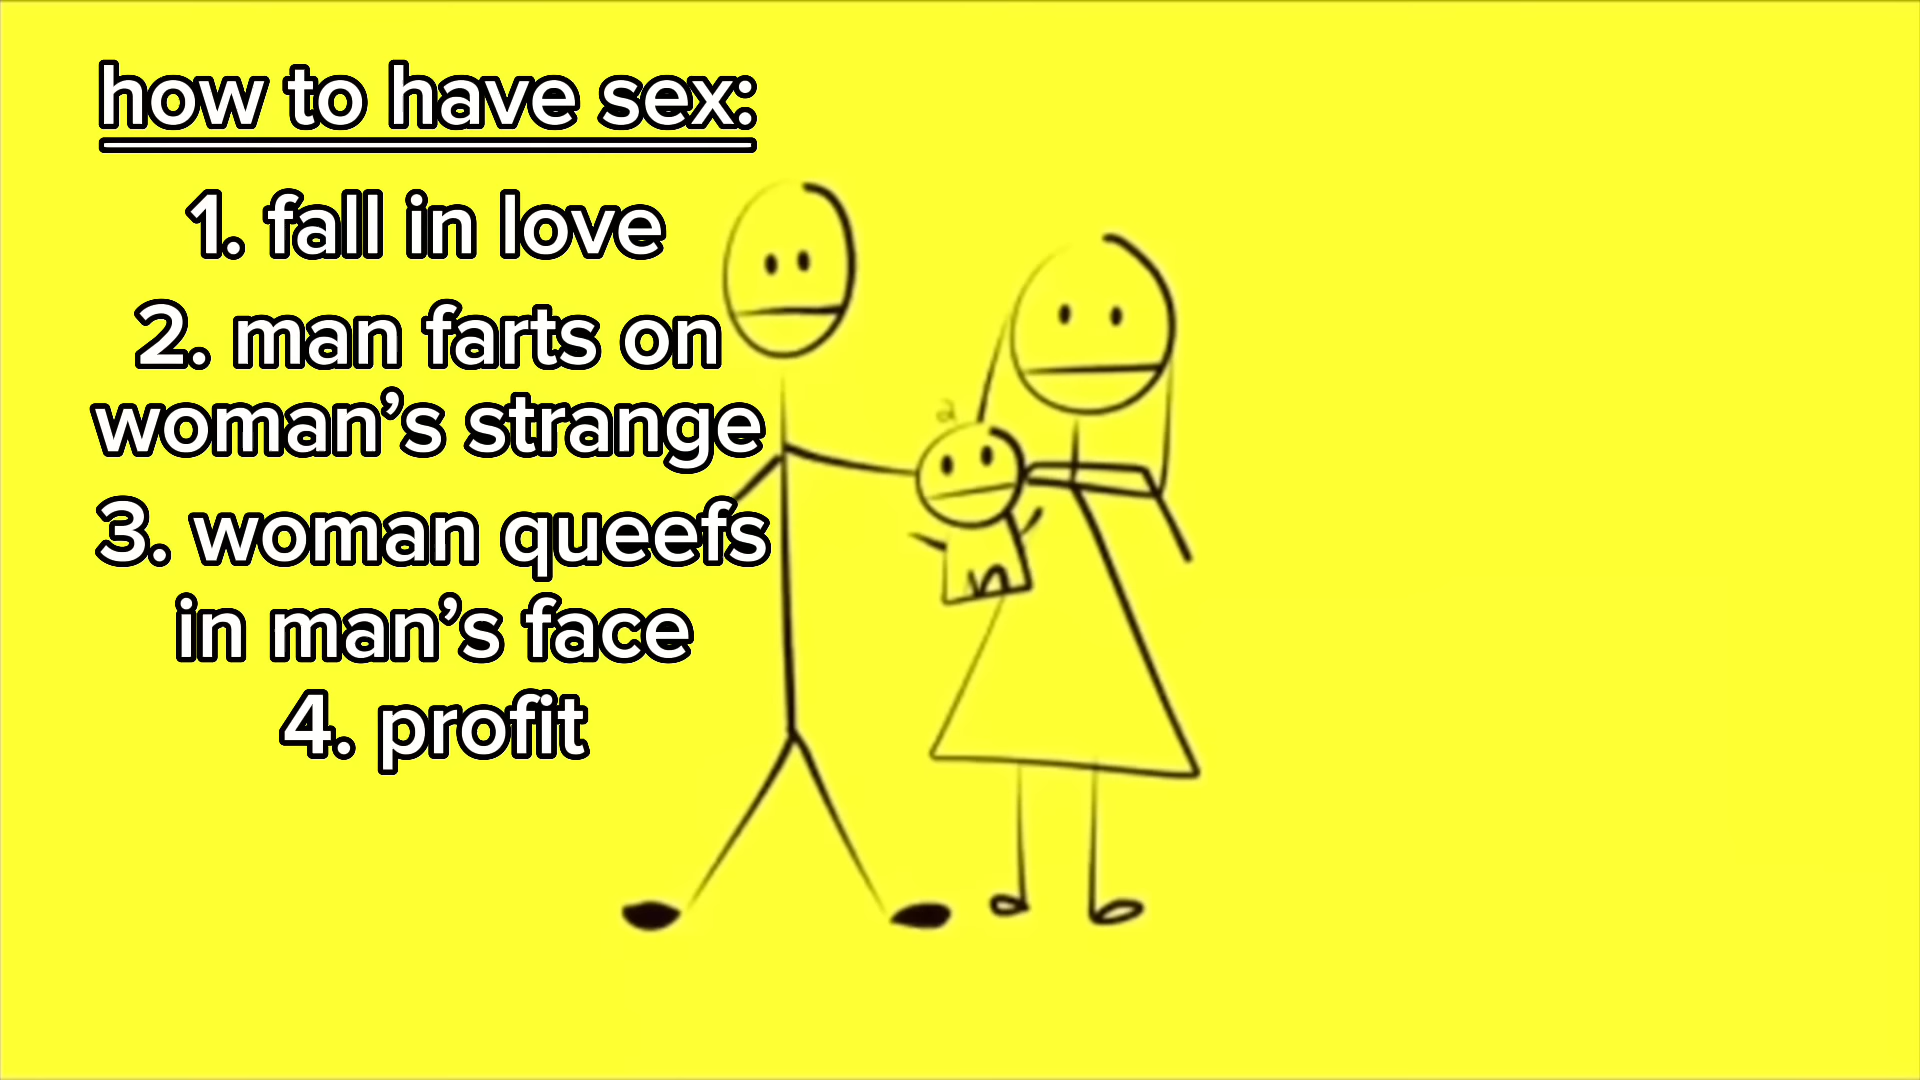 how to have sex:
1. fall in love
2. man farts on
woman’s strange
3. woman queefs
in man’s face
4. profit